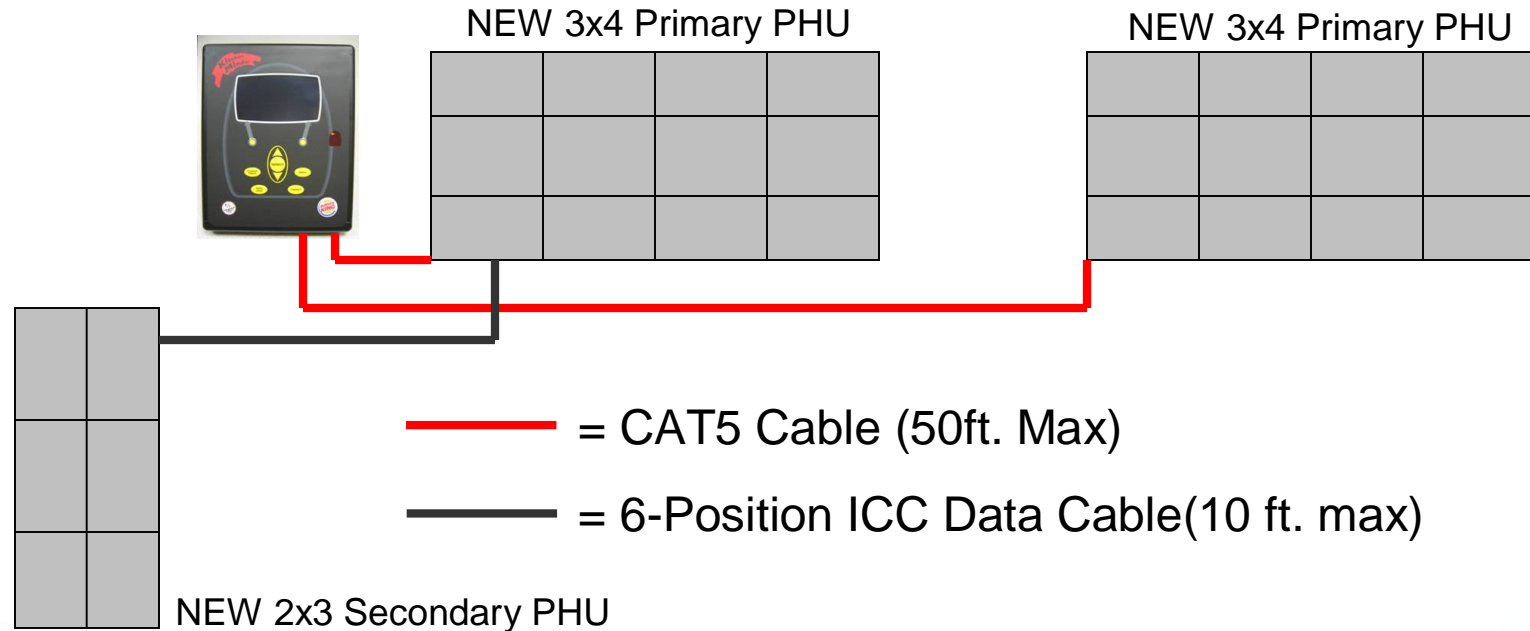 NEW 3x4 Primary PHU
NEW 3x4 Primary PHU
= CAT5 Cable (50ft. Max)
= 6-Position ICC Data Cable(10 ft. max)
NEW 2x3 Secondary PHU